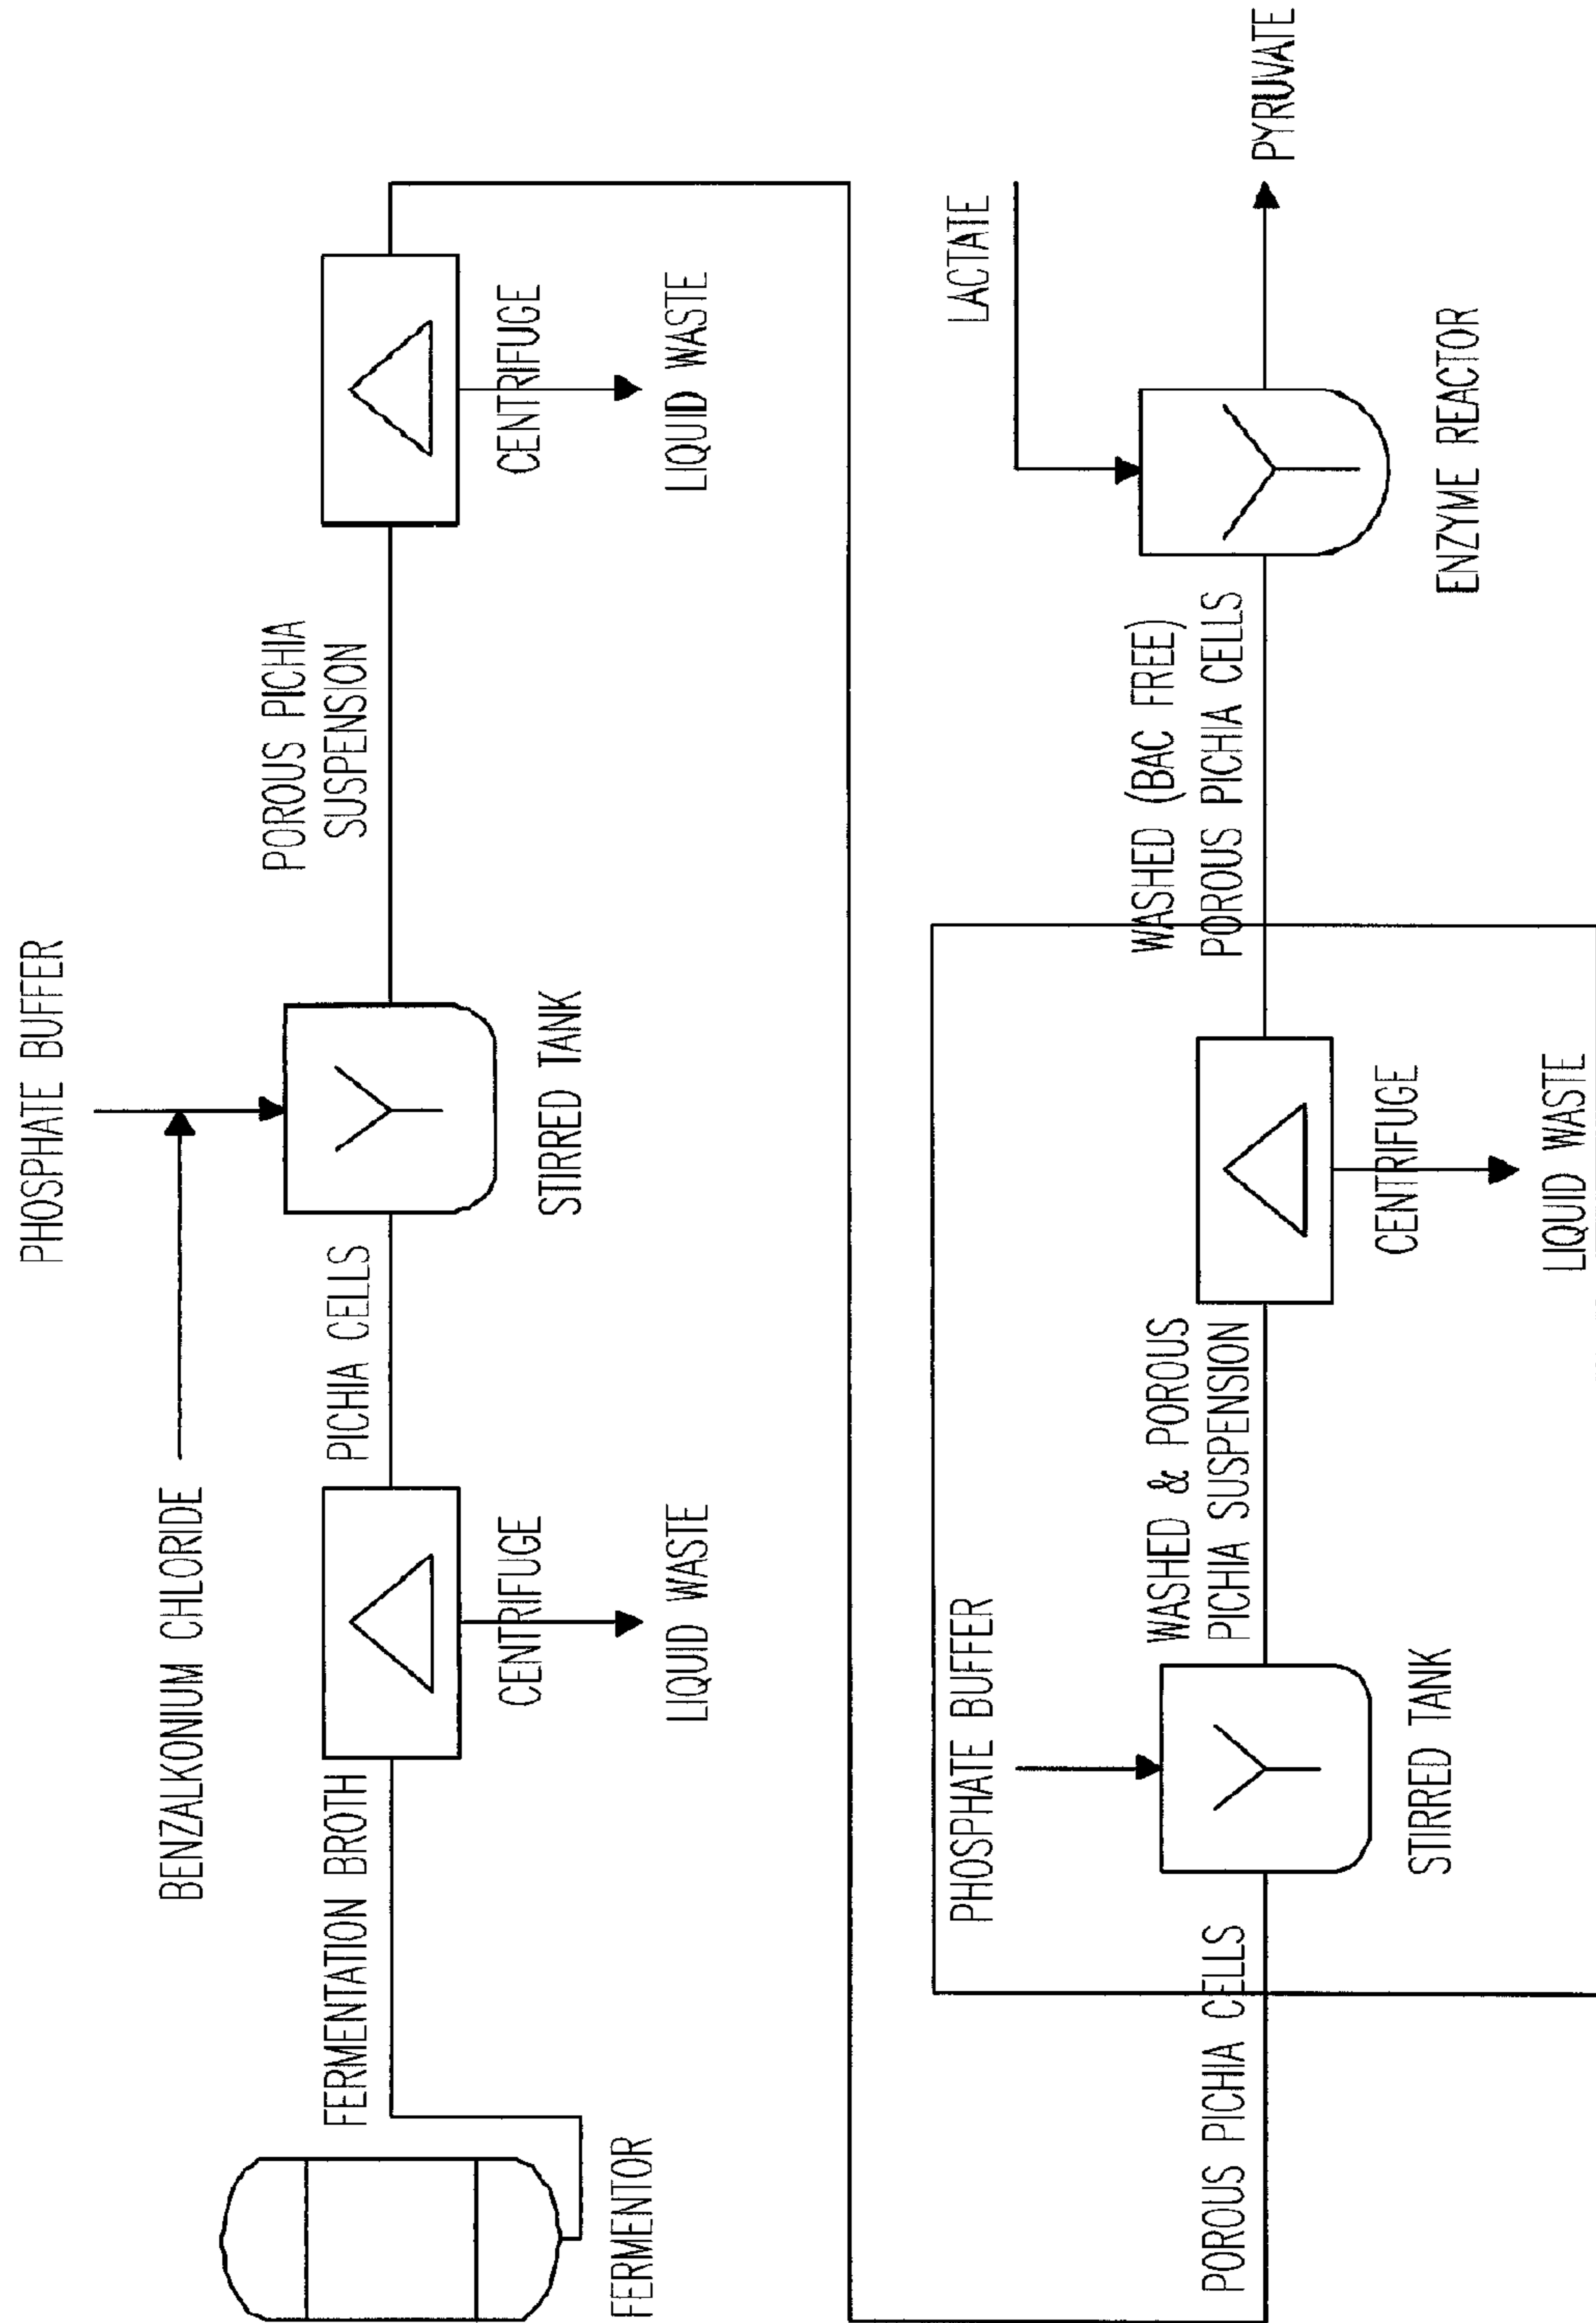 PHOSPHATE BUFFER
BENZALKONIUM CHLORIDE
FERMENTATION BROTH
PICHIA CELLS
POROUS PICHIA
SUSPENSION
FERMENTOR
CENTRIFUGE
LIQUID WASTE
STIRRED TANK
CENTRIFUGE
LIQUID WASTE
PHOSPHATE BUFFER
LACTATE
POROUS PICHIA CELLS
WASHED & POROUS
PICHIA SUSPENSION
WASHED (BAC FREE)
POROUS PICHIA CELLS
PYRUVATE
STIRRED TANK
CENTRIFUGE
LIQUID WASTE
ENZYME REACTOR